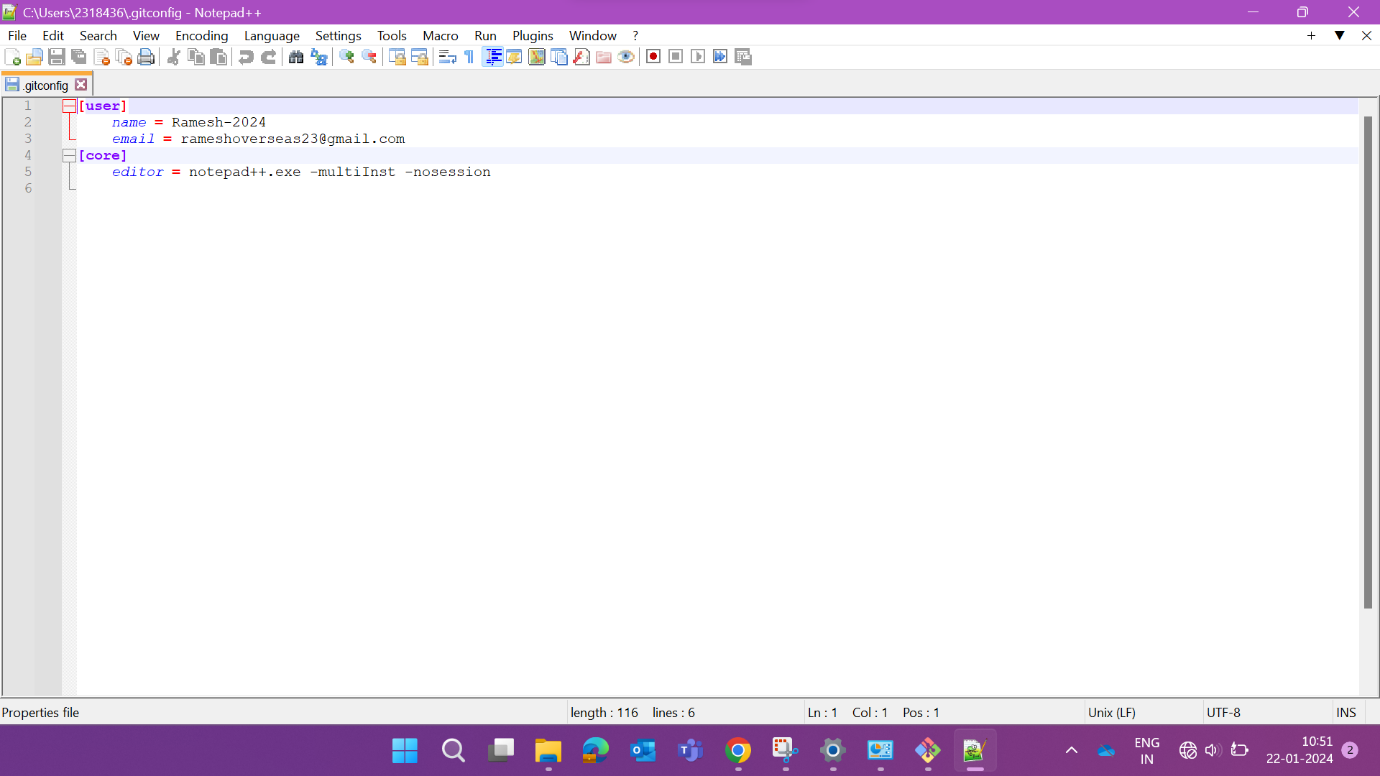 C:\Users\2318436\.gitconfig - Notepad++
File Edit Search View Encoding Language Settings Tools Macro Run Plugins Window ?
.gitconfig
1 [user]
2 name = Ramesh-2024
3 email = rameshoverseas23@gmail.com
4 [core]
5 editor = notepad++.exe -multiInst -nosession
6
Properties file length : 116 lines : 6 Ln : 1 Col : 1 Pos : 1 Unix (LF) UTF-8 INS
ENG 10:51
IN 22-01-2024 2